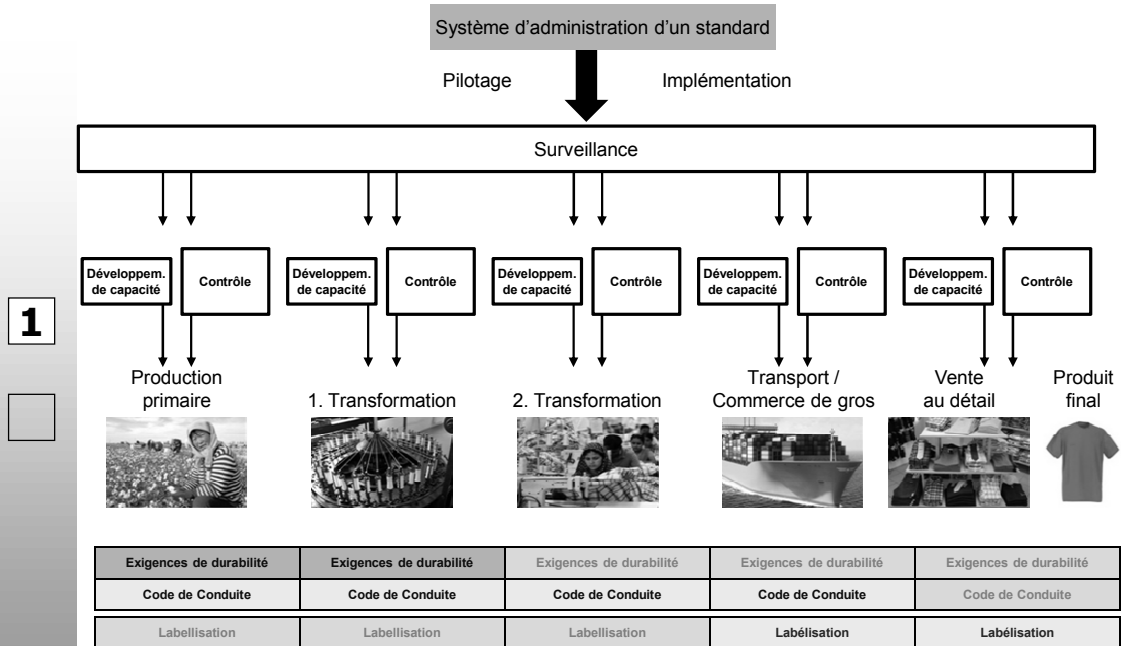 Système d'administration d'un standard
Pilotage
Implémentation
Surveillance
Développem.
de capacité
Contrôle
Développem.
de capacité
Contrôle
Développem.
de capacité
Contrôle
Développem.
de capacité
Contrôle
Développem.
de capacité
Contrôle
1
Production
primaire
1. Transformation
2. Transformation
Transport /
Commerce de gros
Vente
au détail
Produit
final
Exigences de durabilité
Exigences de durabilité
Exigences de durabilité
Exigences de durabilité
Exigences de durabilité
Code de Conduite
Code de Conduite
Code de Conduite
Code de Conduite
Code de Conduite
Labellisation
Labellisation
Labellisation
Labélisation
Labélisation